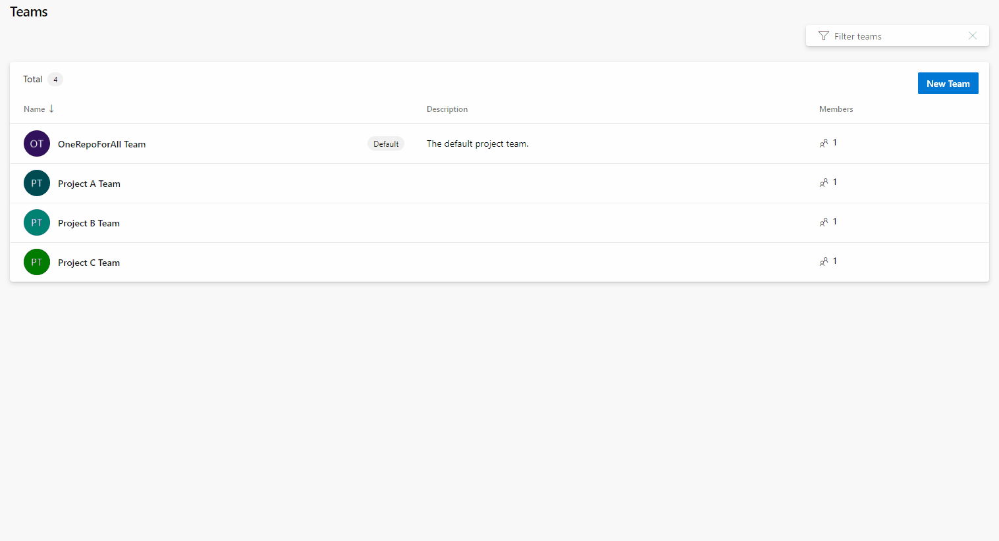 Teams
Filter teams
Total 4
New Team
Name Description Members
OT OneRepoForAll Team Default The default project team. 1
PT Project A Team 1
PT Project B Team 1
PT Project C Team 1